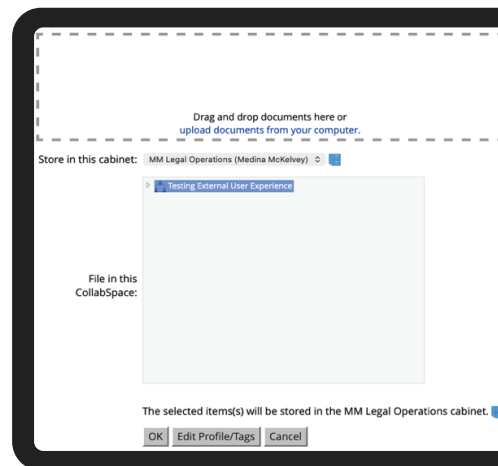 Drag and drop documents here or
upload documents from your computer.
Store in this cabinet: MM Legal Operations (Medina McKelvey)
Testing External User Experience
File in this
CollabSpace:
The selected items(s) will be stored in the MM Legal Operations cabinet.
OK Edit Profile/Tags Cancel